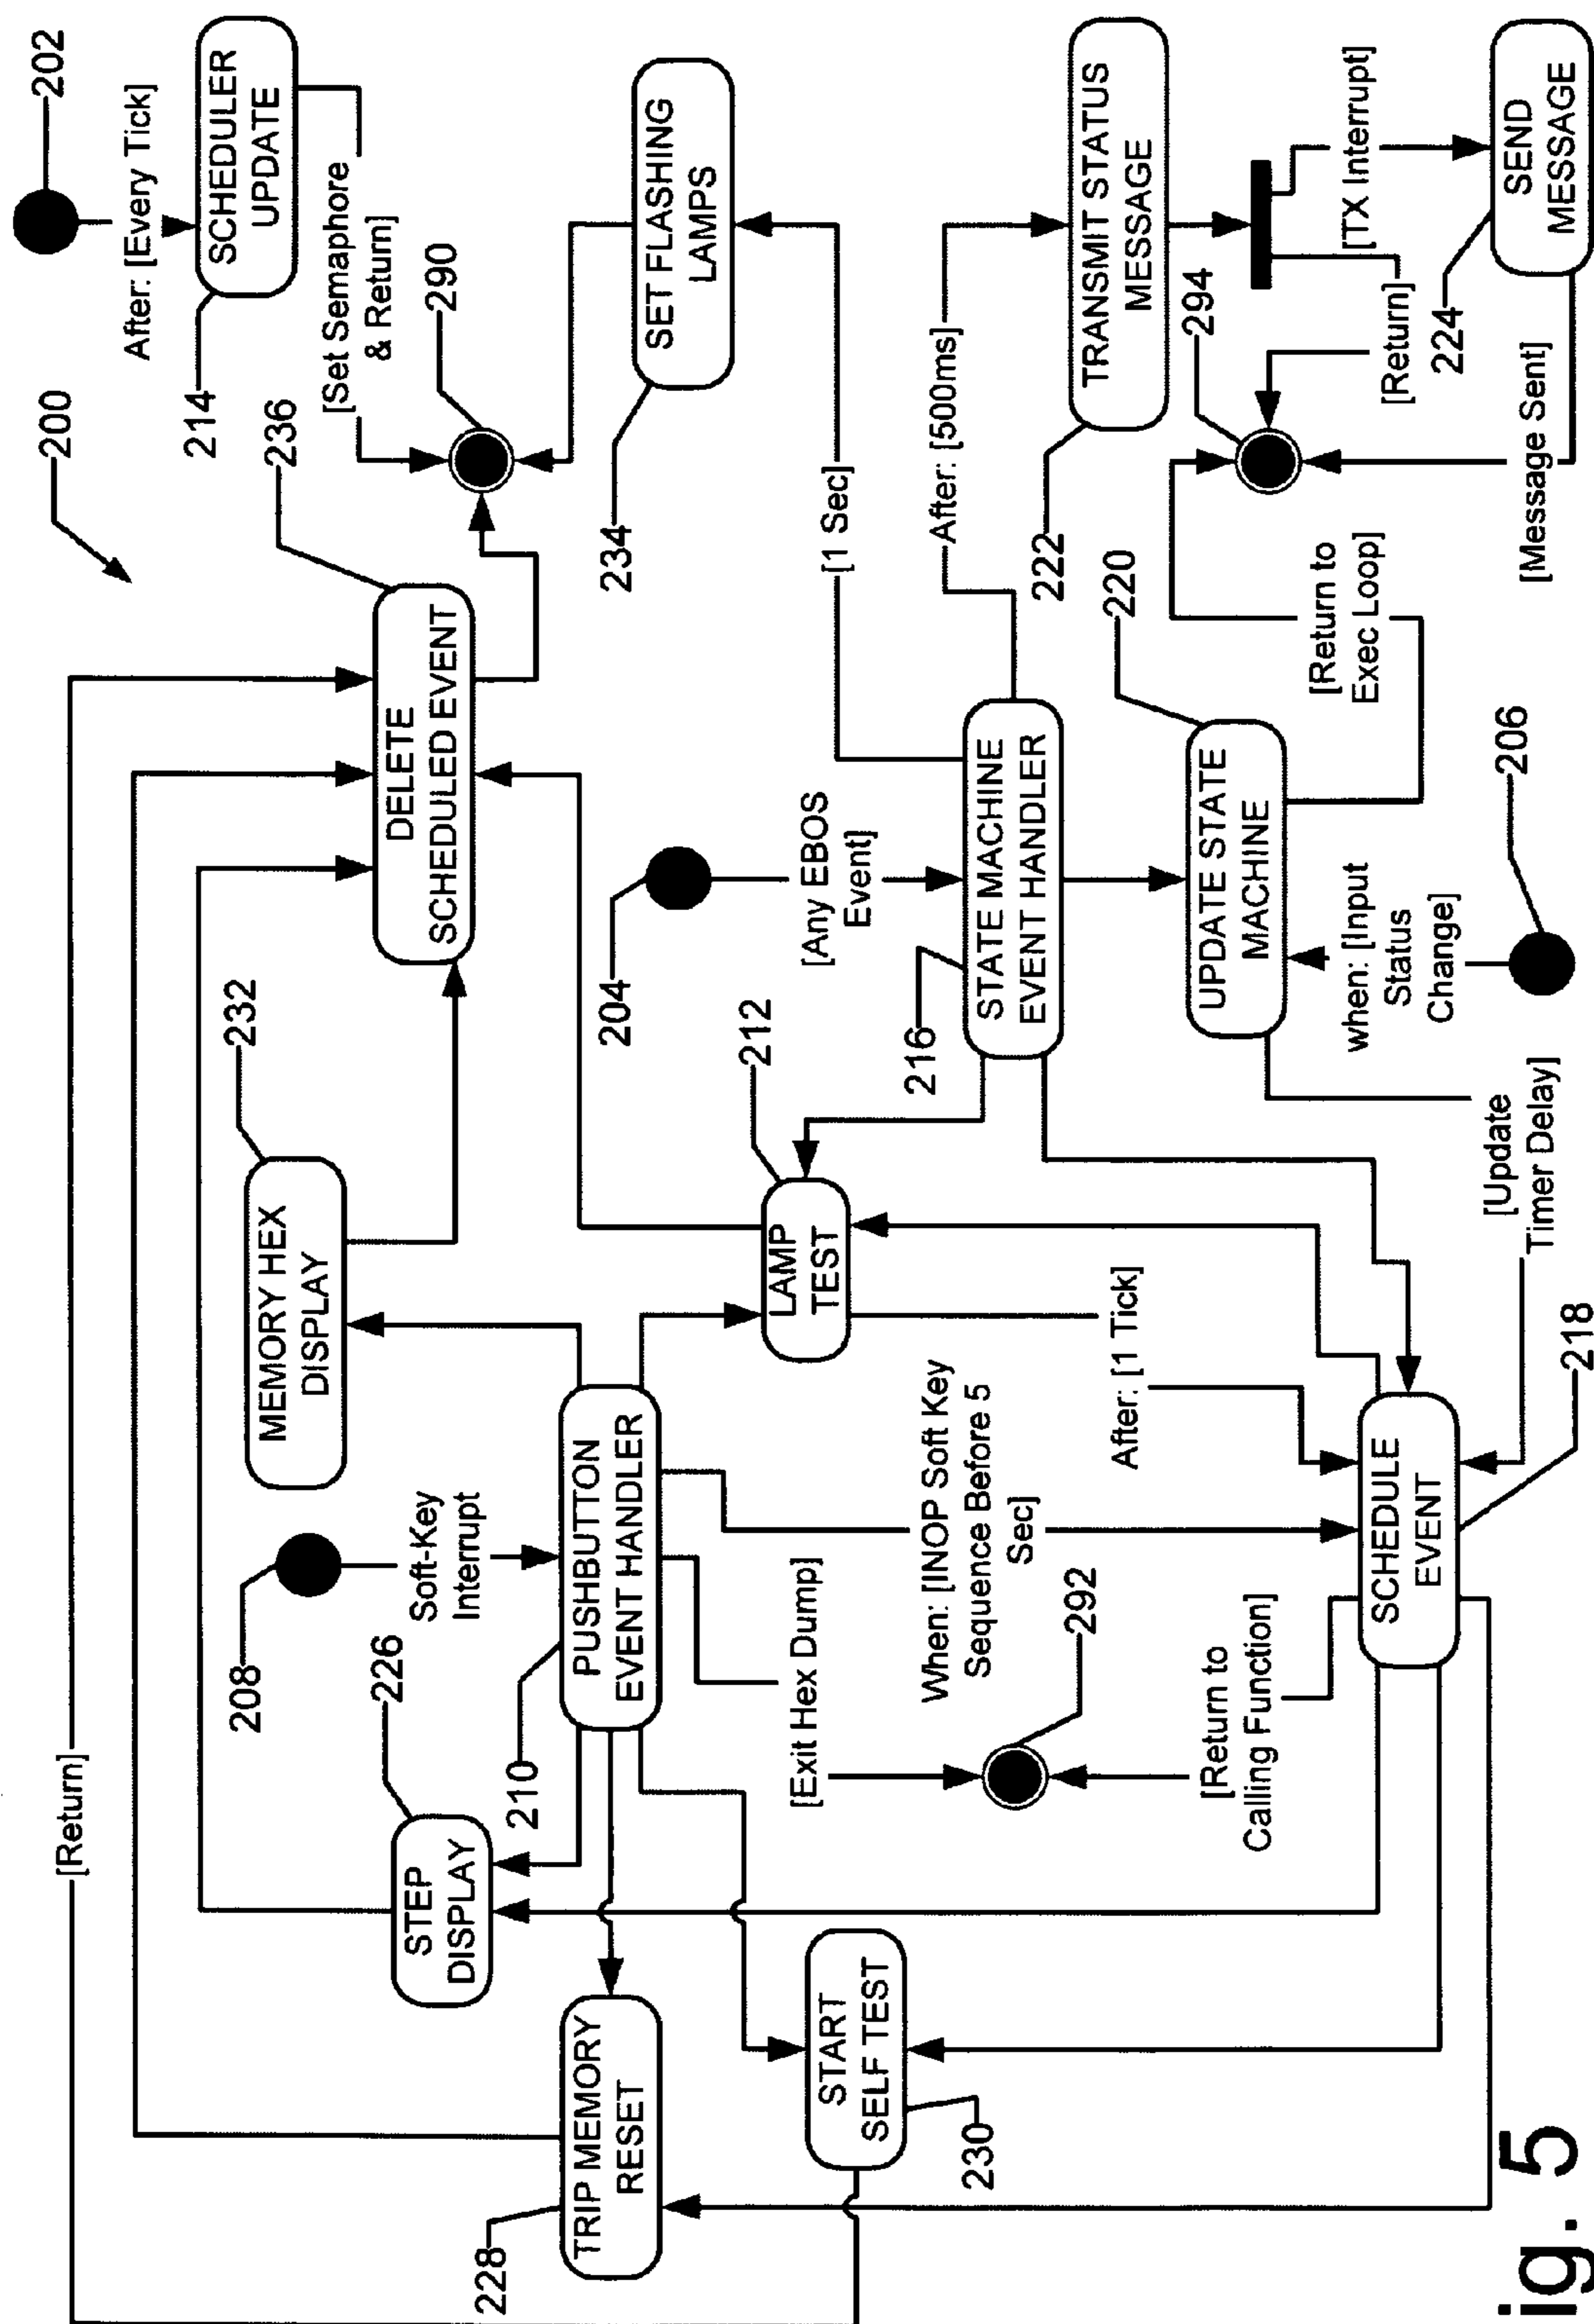 [Return]
200
202
After: [Every Tick]
214
SCHEDULER
UPDATE
[Set Semaphore
& Return]
236
DELETE
SCHEDULED EVENT
290
232
MEMORY HEX
DISPLAY
208
Soft-Key
Interrupt
226
STEP
DISPLAY
228
TRIP MEMORY
RESET
210
PUSHBUTTON
EVENT HANDLER
204
[Any EBOS
Event]
234
SET FLASHING
LAMPS
212
LAMP
TEST
[1 Sec]
START
SELF TEST
230
[Exit Hex Dump]
292
When: [INOP Soft Key
Sequence Before 5
Sec]
216
STATE MACHINE
EVENT HANDLER
After: [500ms]
222
TRANSMIT STATUS
MESSAGE
After: [1 Tick]
220
UPDATE STATE
MACHINE
294
[Return to
Calling Function]
[Return to
Exec Loop]
[TX Interrupt]
[Return]
when: [Input
Status
Change]
206
224
SCHEDULE
EVENT
218
[Update
Timer Delay]
[Message Sent]
SEND
MESSAGE
ig. 5